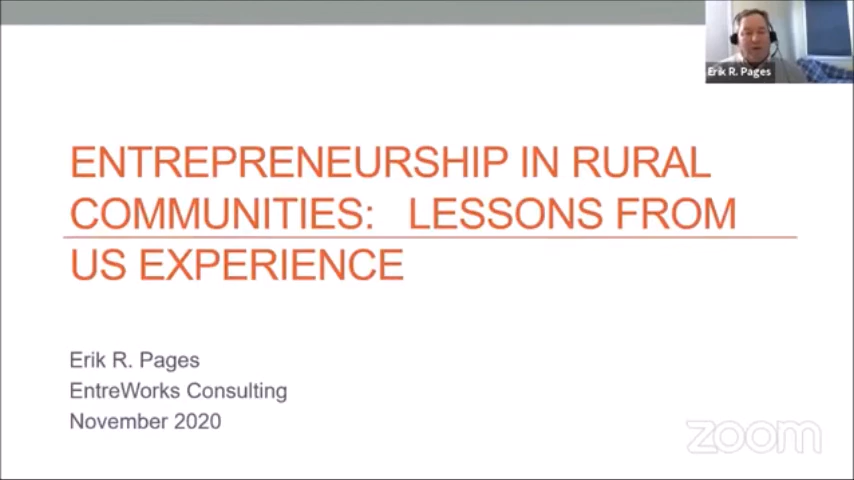 Erik R. Pages
ENTREPRENEURSHIP IN RURAL
COMMUNITIES: LESSONS FROM
US EXPERIENCE
Erik R. Pages
EntreWorks Consulting
November 2020
zoom